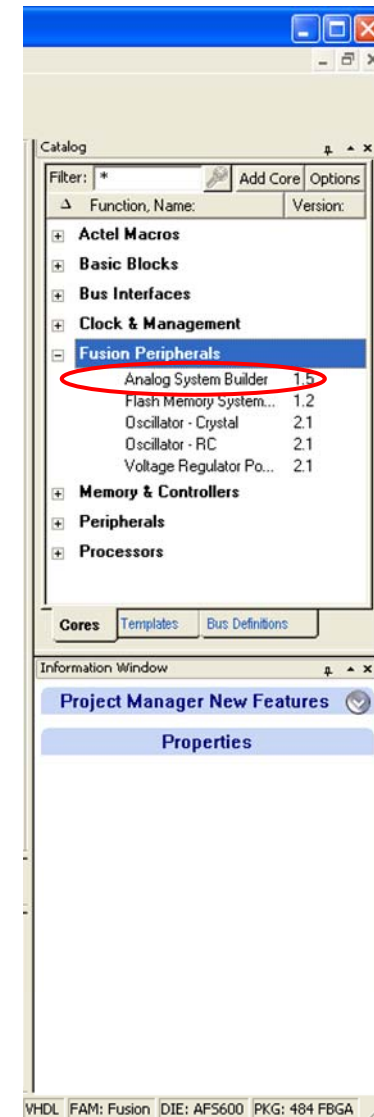 Catalog
Filter: * Add Core Options
Function, Name: Version:
Actel Macros
Basic Blocks
Bus Interfaces
Clock & Management
Fusion Peripherals
Analog System Builder 1.5
Flash Memory System... 1.2
Oscillator - Crystal 2.1
Oscillator - RC 2.1
Voltage Regulator Po... 2.1
Memory & Controllers
Peripherals
Processors
Cores Templates Bus Definitions
Information Window
Project Manager New Features
Properties
VHDL FAM: Fusion DIE: AFS600 PKG: 484 FBGA